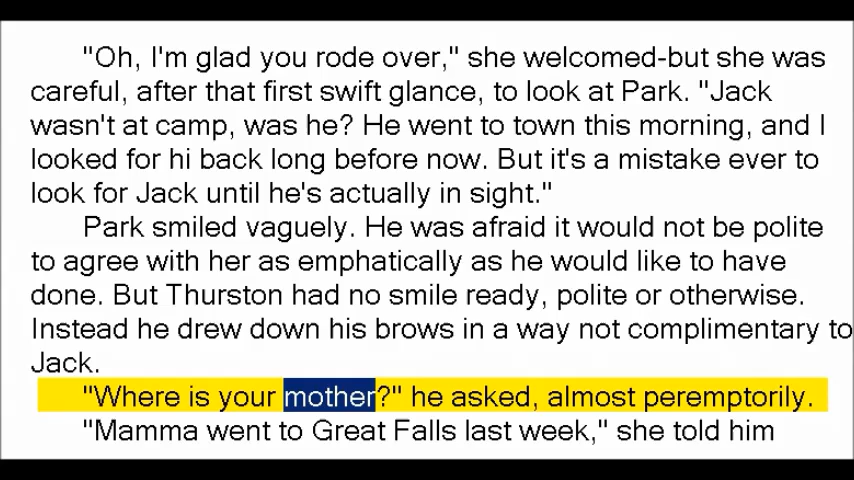 "Oh, I'm glad you rode over," she welcomed-but she was
careful, after that first swift glance, to look at Park. "Jack
wasn't at camp, was he? He went to town this morning, and I
looked for hi back long before now. But it's a mistake ever to
look for Jack until he's actually in sight."
Park smiled vaguely. He was afraid it would not be polite
to agree with her as emphatically as he would like to have
done. But Thurston had no smile ready, polite or otherwise.
Instead he drew down his brows in a way not complimentary to
Jack.
"Where is your mother?" he asked, almost peremptorily.
"Mamma went to Great Falls last week," she told him